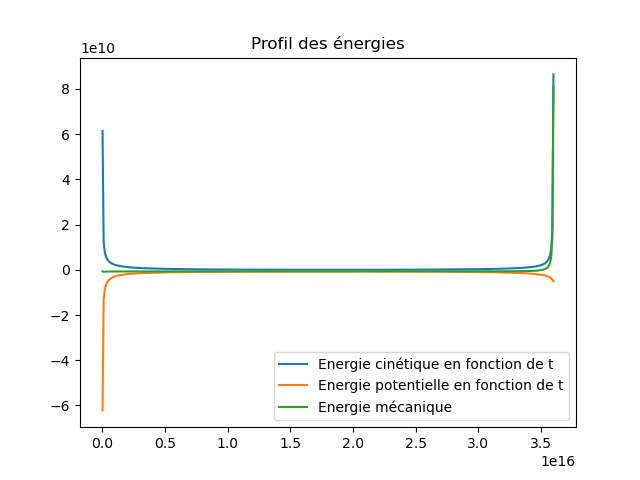 Profil des énergies
1e10
8
6
4
2
0
−2
−4
−6
0.0 0.5 1.0 1.5 2.0 2.5 3.0 3.5
1e16
Energie cinétique en fonction de t
Energie potentielle en fonction de t
Energie mécanique